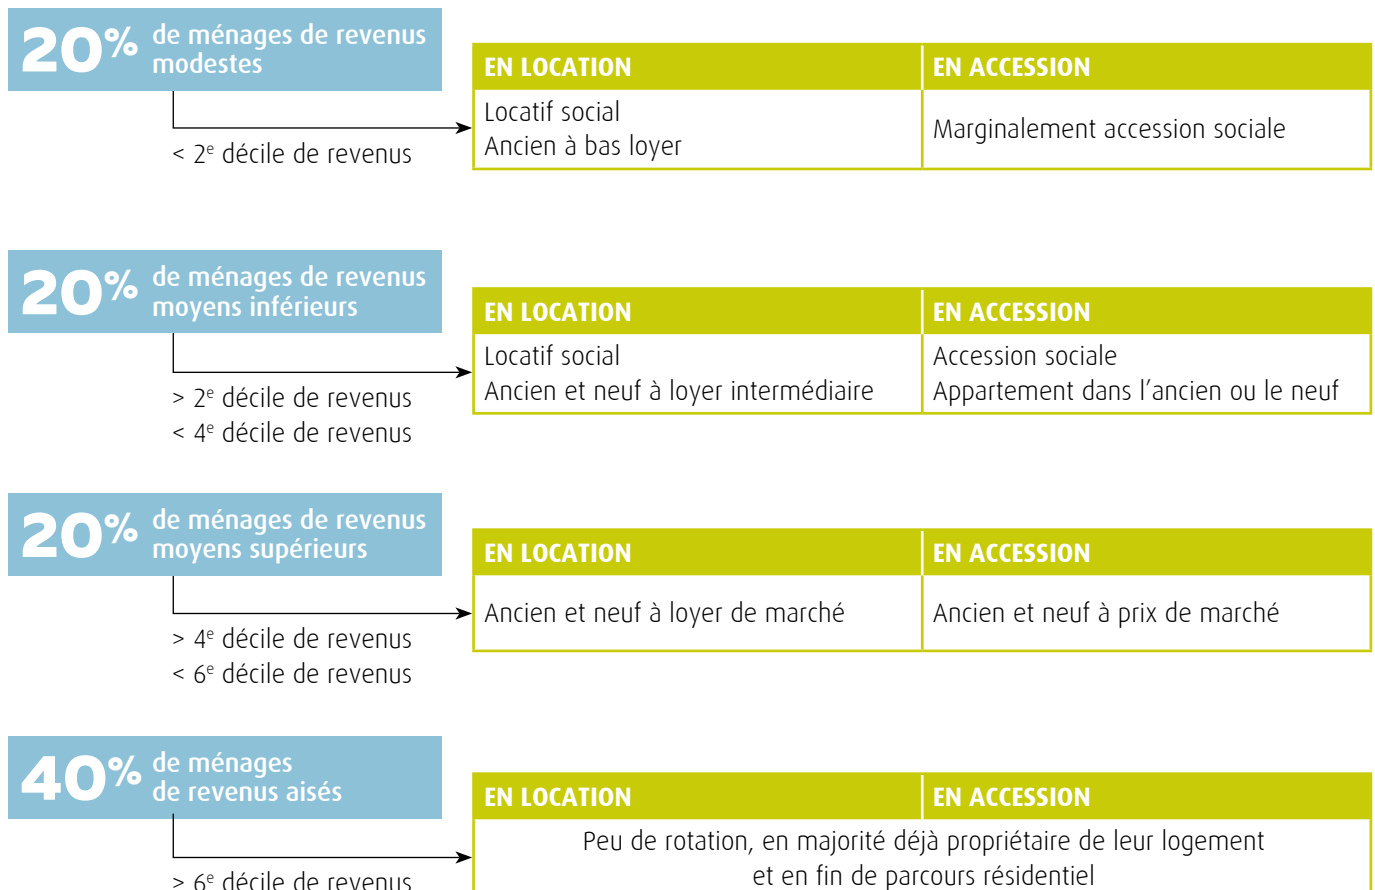 20% de ménages de revenus
modestes
< 2e décile de revenus
EN LOCATION
EN ACCESSION
Locatif social
Ancien à bas loyer
Marginalement accession sociale
20% de ménages de revenus
moyens inférieurs
> 2e décile de revenus
< 4e décile de revenus
EN LOCATION
EN ACCESSION
Locatif social
Ancien et neuf à loyer intermédiaire
Accession sociale
Appartement dans l’ancien ou le neuf
20% de ménages de revenus
moyens supérieurs
> 4e décile de revenus
< 6e décile de revenus
EN LOCATION
EN ACCESSION
Ancien et neuf à loyer de marché
Ancien et neuf à prix de marché
40% de ménages
de revenus aisés
> 6e décile de revenus
EN LOCATION
EN ACCESSION
Peu de rotation, en majorité déjà propriétaire de leur logement
et en fin de parcours résidentiel